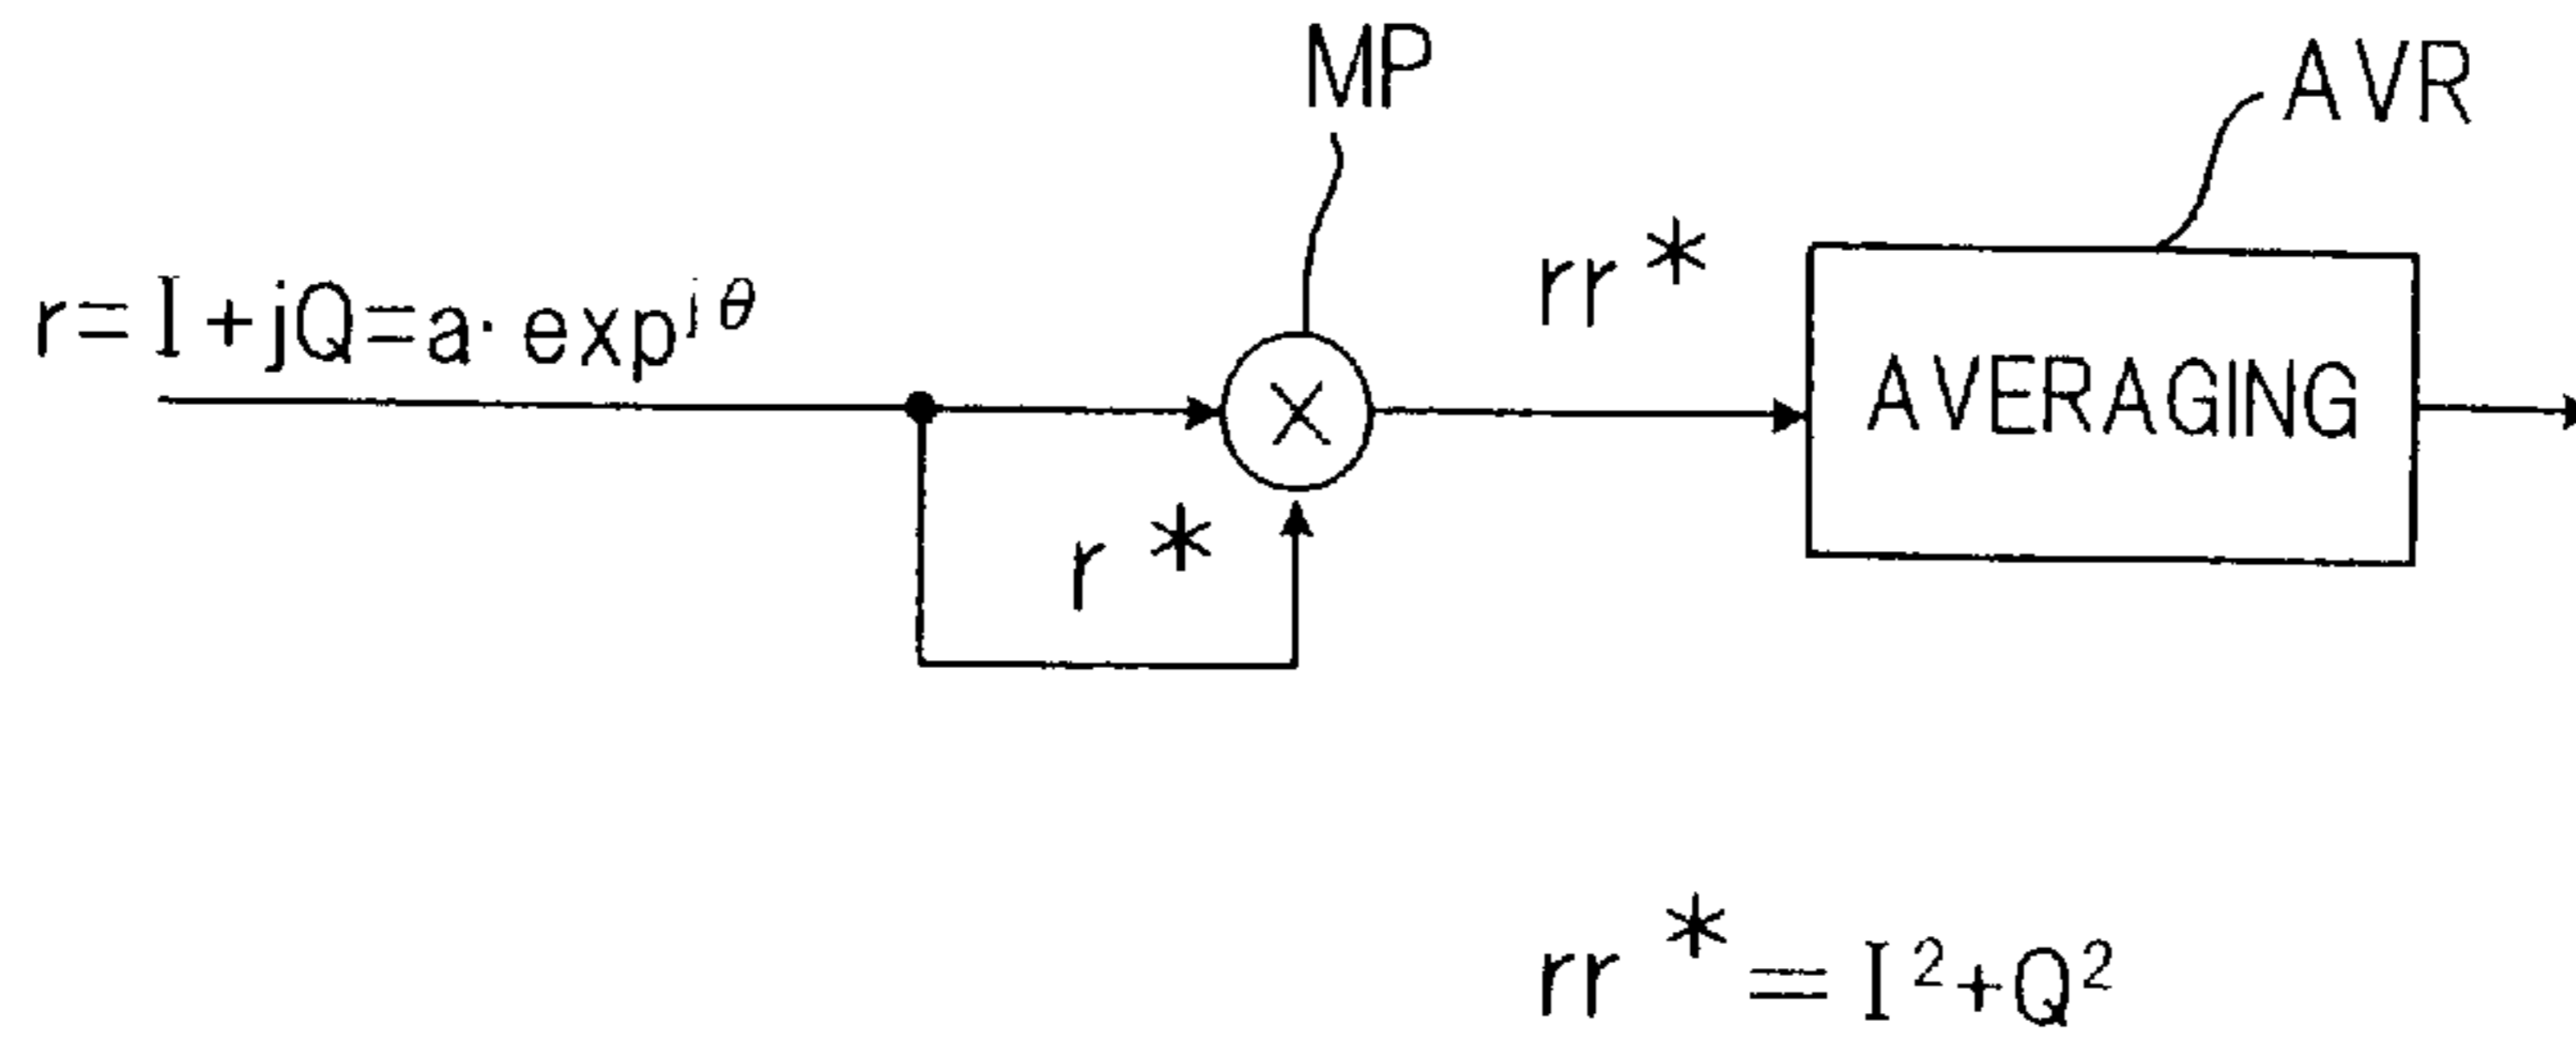 MP
AVR
r=I+jQ=a·exp^jθ
rr*
AVERAGING
r*
rr*=I²+Q²